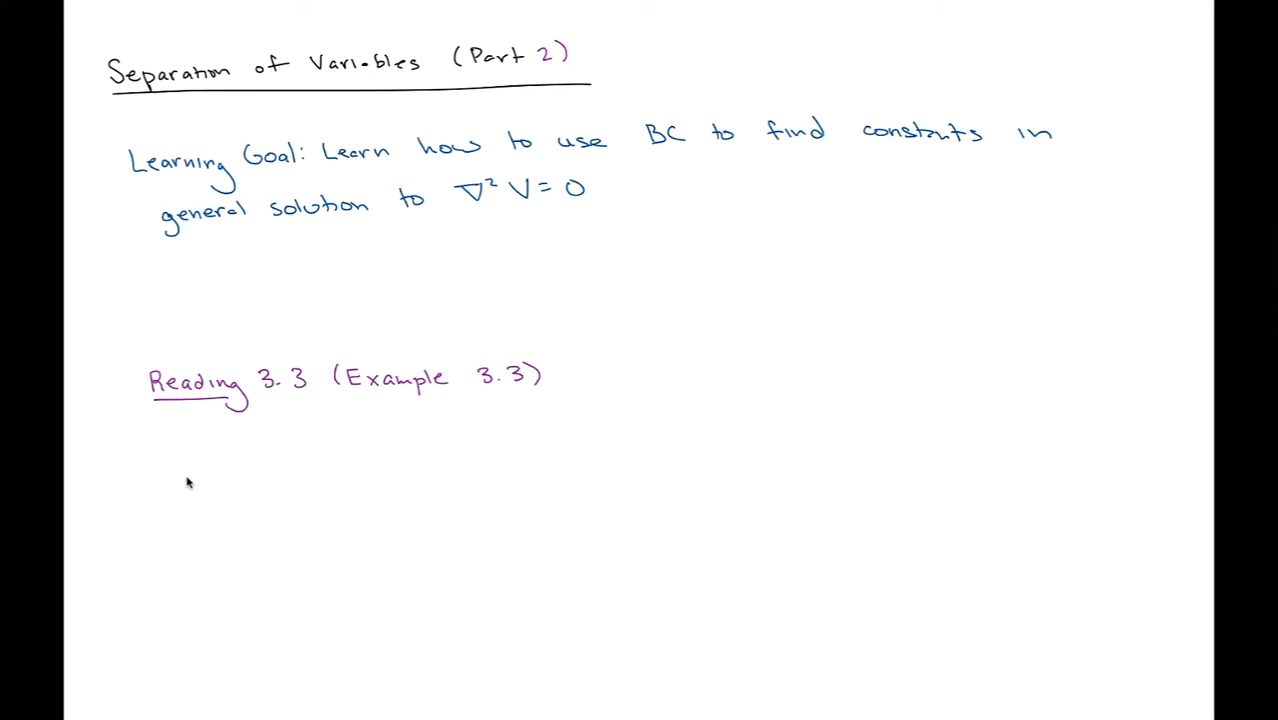 Separation of Variables (Part 2)
Learning Goal: Learn how to use BC to find constants in
general solution to ∇² V = 0
Reading 3.3 (Example 3.3)